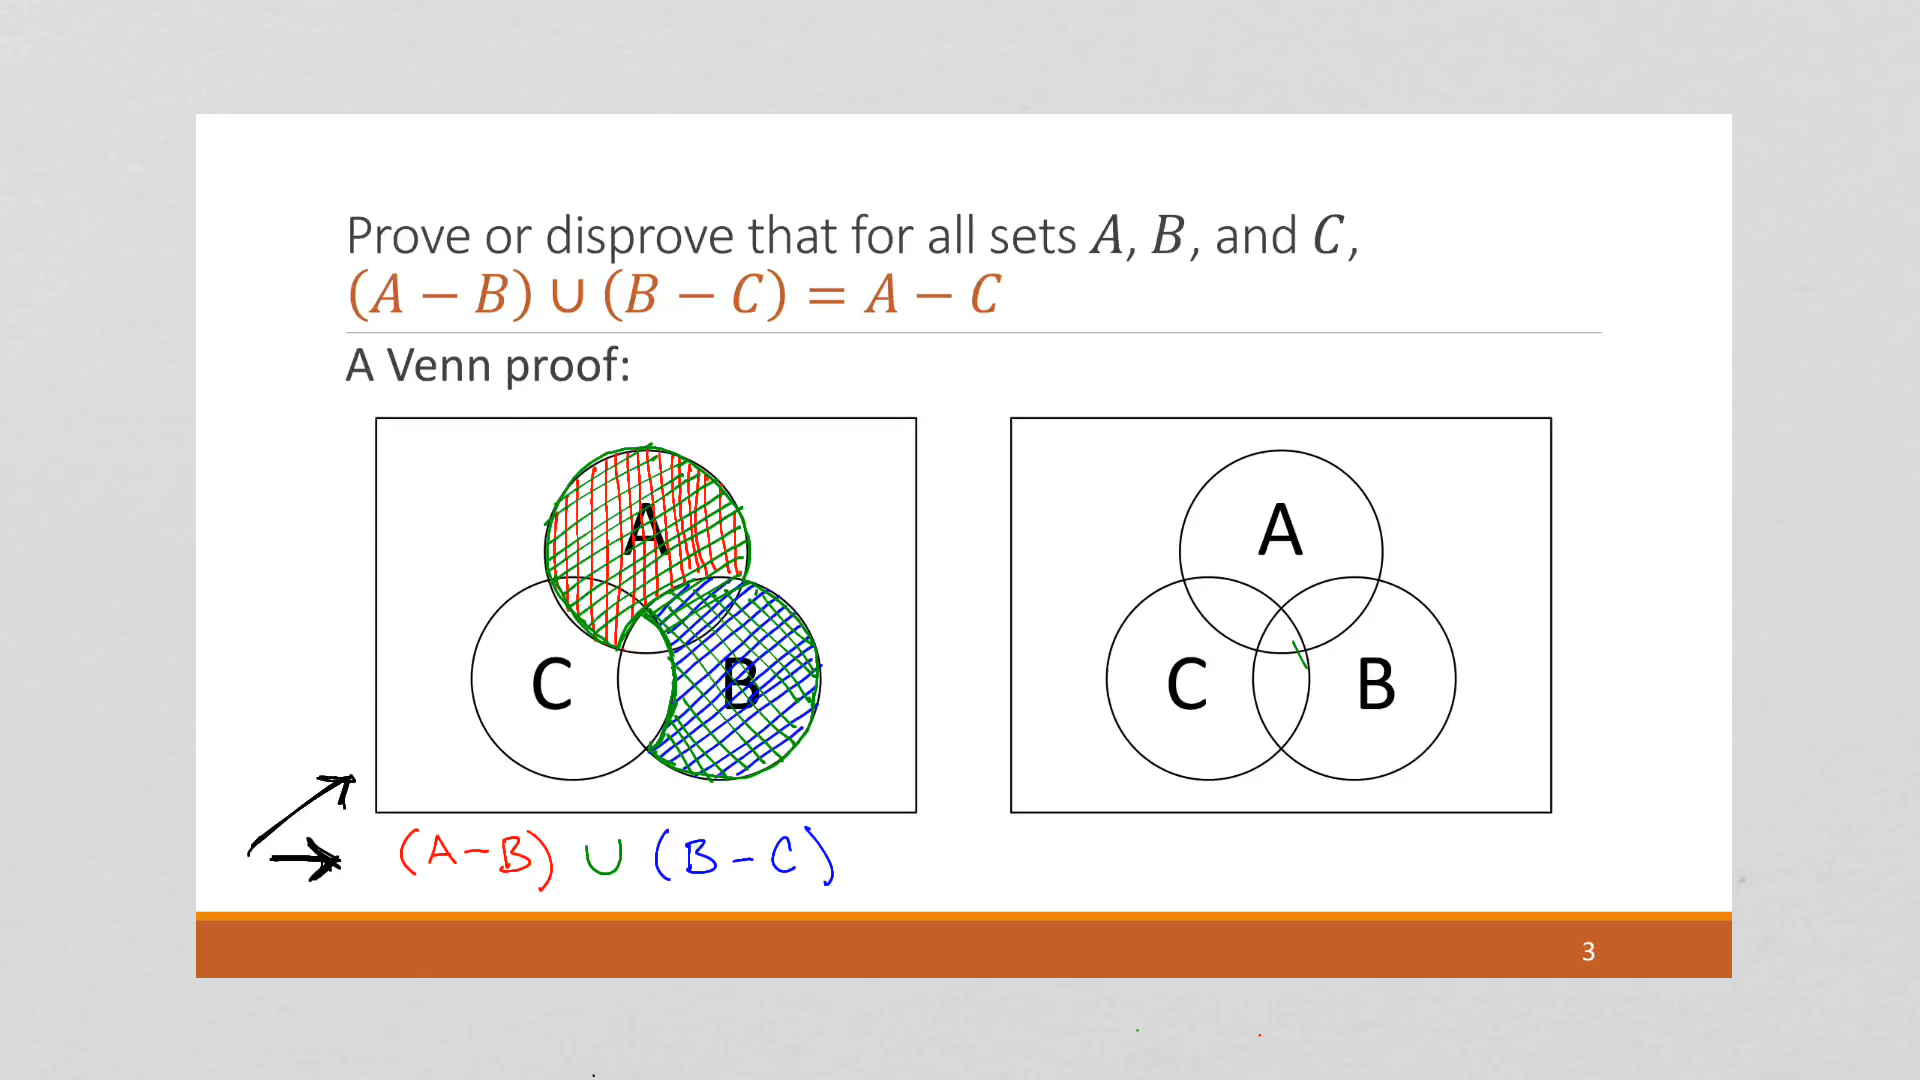 Prove or disprove that for all sets A, B, and C,
(A − B) ∪ (B − C) = A − C
A Venn proof:
A
C
B
A
C
B
(A−B) ∪ (B−C)
3